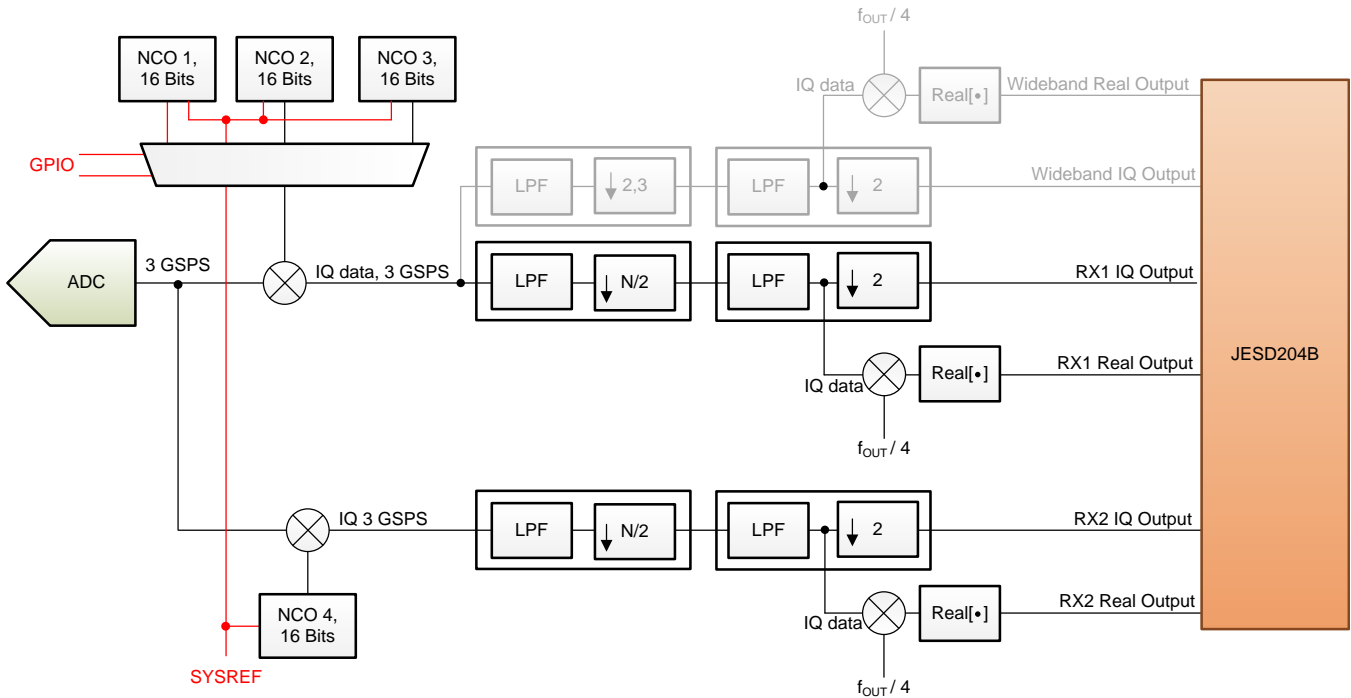 f_OUT / 4
NCO 1,
16 Bits
NCO 2,
16 Bits
NCO 3,
16 Bits
IQ data
Real[•]
Wideband Real Output
GPIO
LPF
2,3
LPF
2
Wideband IQ Output
ADC
3 GSPS
IQ data, 3 GSPS
LPF
N/2
LPF
2
RX1 IQ Output
JESD204B
IQ data
Real[•]
RX1 Real Output
f_OUT / 4
IQ 3 GSPS
LPF
N/2
LPF
2
RX2 IQ Output
NCO 4,
16 Bits
IQ data
Real[•]
RX2 Real Output
SYSREF
f_OUT / 4